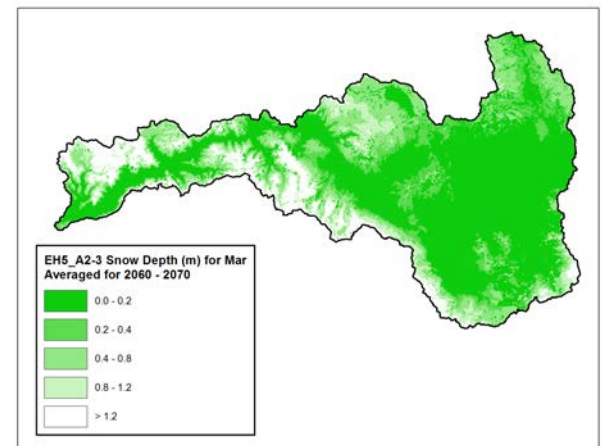 EH5_A2-3 Snow Depth (m) for Mar
Averaged for 2060 - 2070
0.0 - 0.2
0.2 - 0.4
0.4 - 0.8
0.8 - 1.2
> 1.2